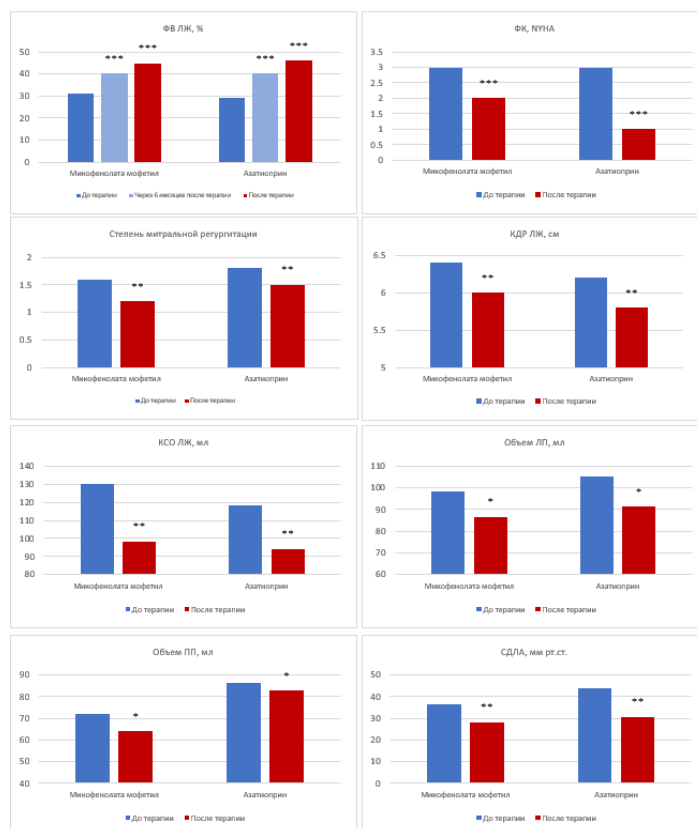 ФВ ЛЖ, %
50
40
30
20
10
0
***
***
***
***
Микофенолата мофетил
Азатиоприн
До терапии
Через 6 месяцев после терапии
После терапии
ФК, NYHA
3.5
3
2.5
2
1.5
1
0.5
0
***
***
Микофенолата мофетил
Азатиоприн
До терапии
После терапии
Степень митральной регургитации
2
1.5
1
0.5
0
**
**
Микофенолата мофетил
Азатиоприн
До терапии
После терапии
КДР ЛЖ, см
6.5
6
5.5
5
**
**
Микофенолата мофетил
Азатиоприн
До терапии
После терапии
КСО ЛЖ, мл
140
130
120
110
100
90
80
**
**
Микофенолата мофетил
Азатиоприн
До терапии
После терапии
Объем ЛП, мл
110
100
90
80
70
60
*
*
Микофенолата мофетил
Азатиоприн
До терапии
После терапии
Объем ПП, мл
90
80
70
60
50
40
*
*
Микофенолата мофетил
Азатиоприн
До терапии
После терапии
СДЛА, мм рт.ст.
50
40
30
20
10
0
**
**
Микофенолата мофетил
Азатиоприн
До терапии
После терапии